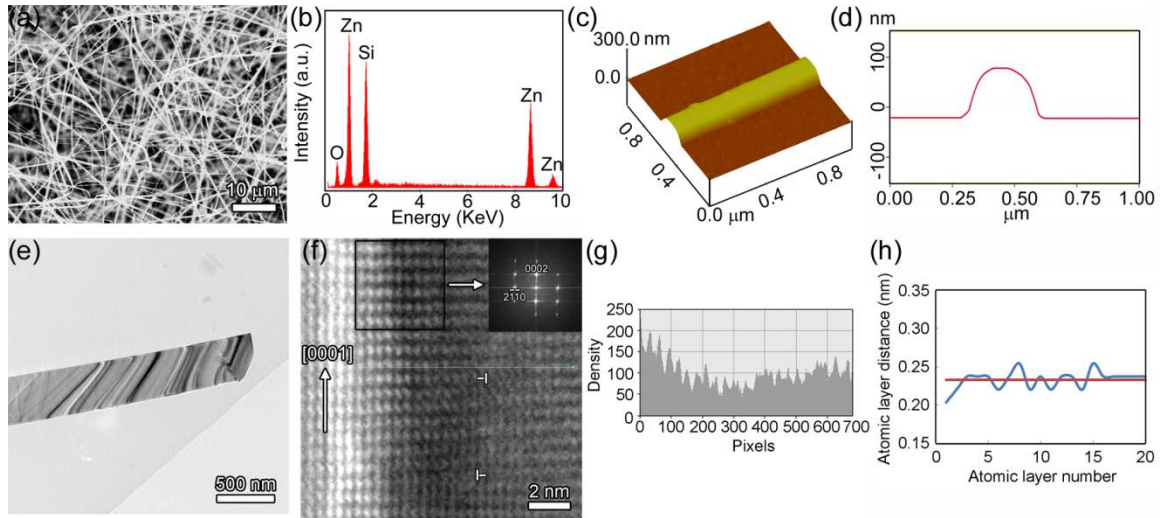 (a)
10 μm
(b)
Zn
Si
Zn
O
Zn
Intensity (a.u.)
0 2 4 6 8 10
Energy (KeV)
(c)
300.0 nm
0.0
0.8
0.4
0.0 μm
0.4
0.8
(d)
nm
100
0
-100
0.00 0.25 0.50 0.75 1.00
μm
(e)
500 nm
(f)
0002
2110
[0001]
2 nm
(g)
Density
250
200
150
100
50
0
0 100 200 300 400 500 600 700
Pixels
(h)
Atomic layer distance (nm)
0.35
0.30
0.25
0.20
0.15
0 5 10 15 20
Atomic layer number